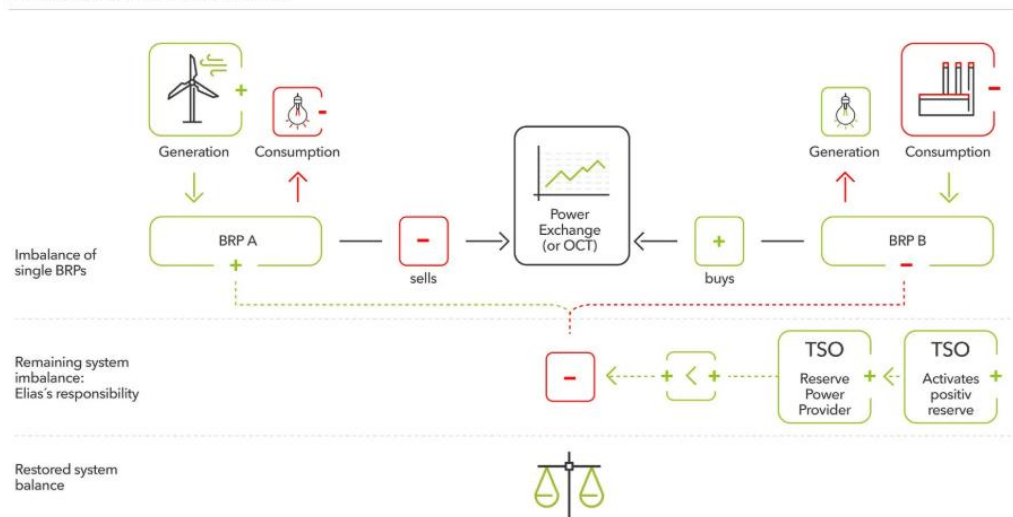 Generation
Consumption
Generation
Consumption
Power
Exchange
(or OCT)
BRP A
BRP B
sells
buys
Imbalance of
single BRPs
Remaining system
imbalance:
Elias´s responsibility
TSO
Reserve
Power
Provider
TSO
Activates
positiv
reserve
Restored system
balance